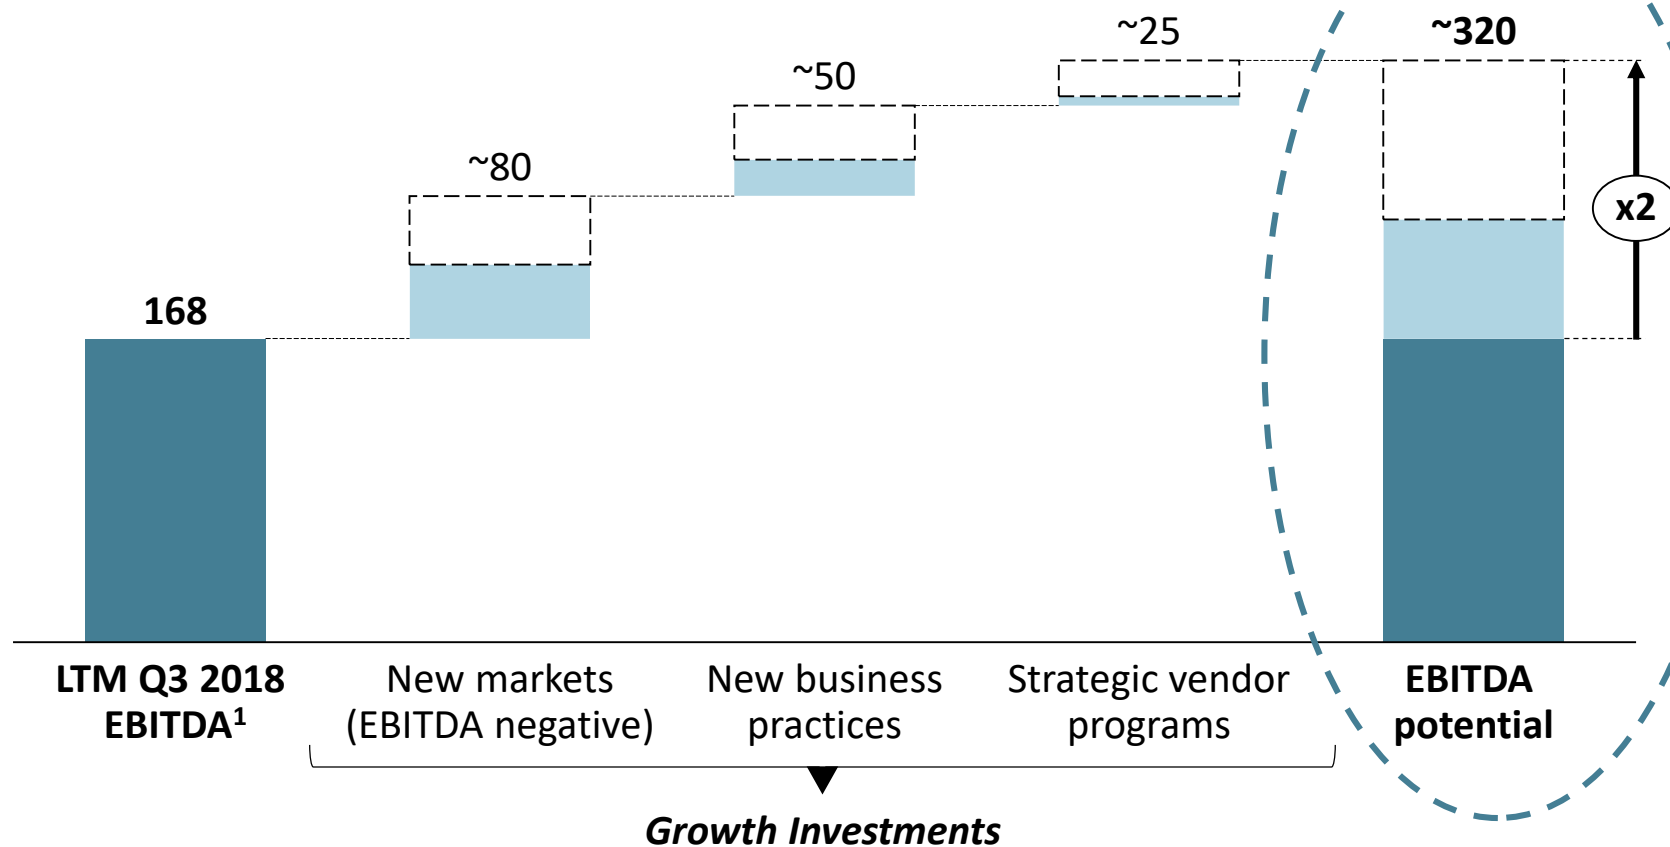 ~25
~320
~50
~80
x2
168
LTM Q3 2018
EBITDA¹
New markets
(EBITDA negative)
New business
practices
Strategic vendor
programs
EBITDA
potential
Growth Investments